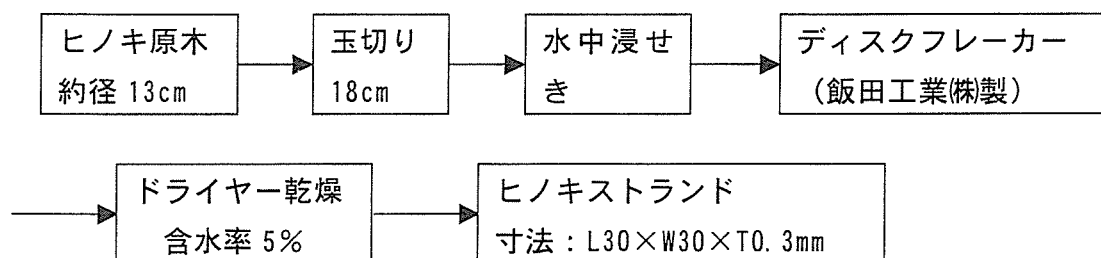 ヒノキ原木
約径 13cm
玉切り
18cm
水中浸せ
き
ディスクフレーカー
（飯田工業㈱製）
ドライヤー乾燥
含水率 5%
ヒノキストランド
寸法：L30×W30×T0.3mm